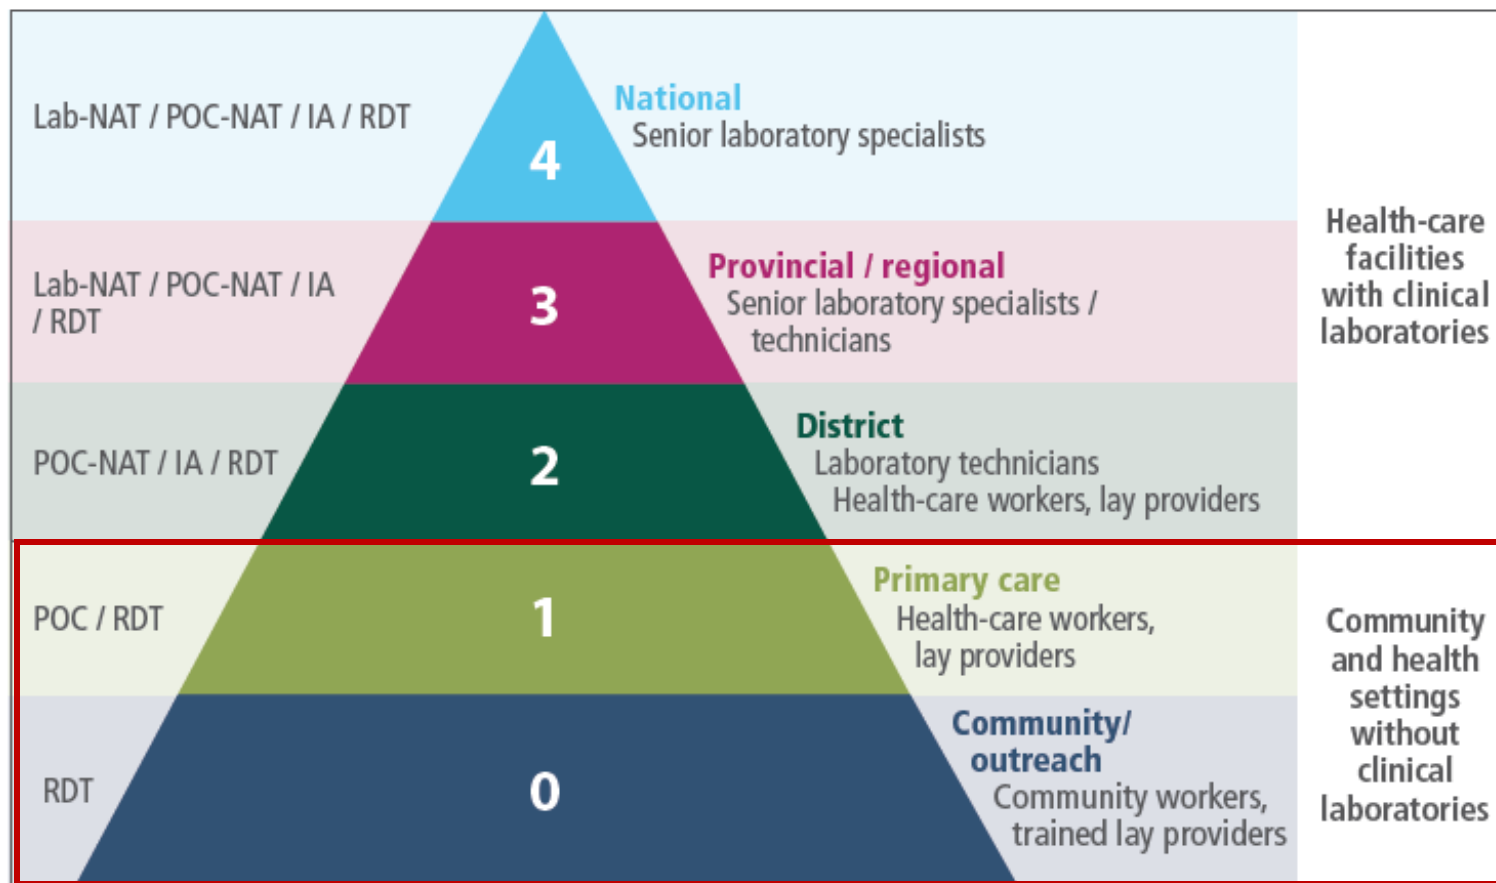 Lab-NAT / POC-NAT / IA / RDT
4
National
Senior laboratory specialists
Lab-NAT / POC-NAT / IA
/ RDT
3
Provincial / regional
Senior laboratory specialists /
technicians
Health-care
facilities
with clinical
laboratories
POC-NAT / IA / RDT
2
District
Laboratory technicians
Health-care workers, lay providers
POC / RDT
1
Primary care
Health-care workers,
lay providers
RDT
0
Community/
outreach
Community workers,
trained lay providers
Community
and health
settings
without
clinical
laboratories